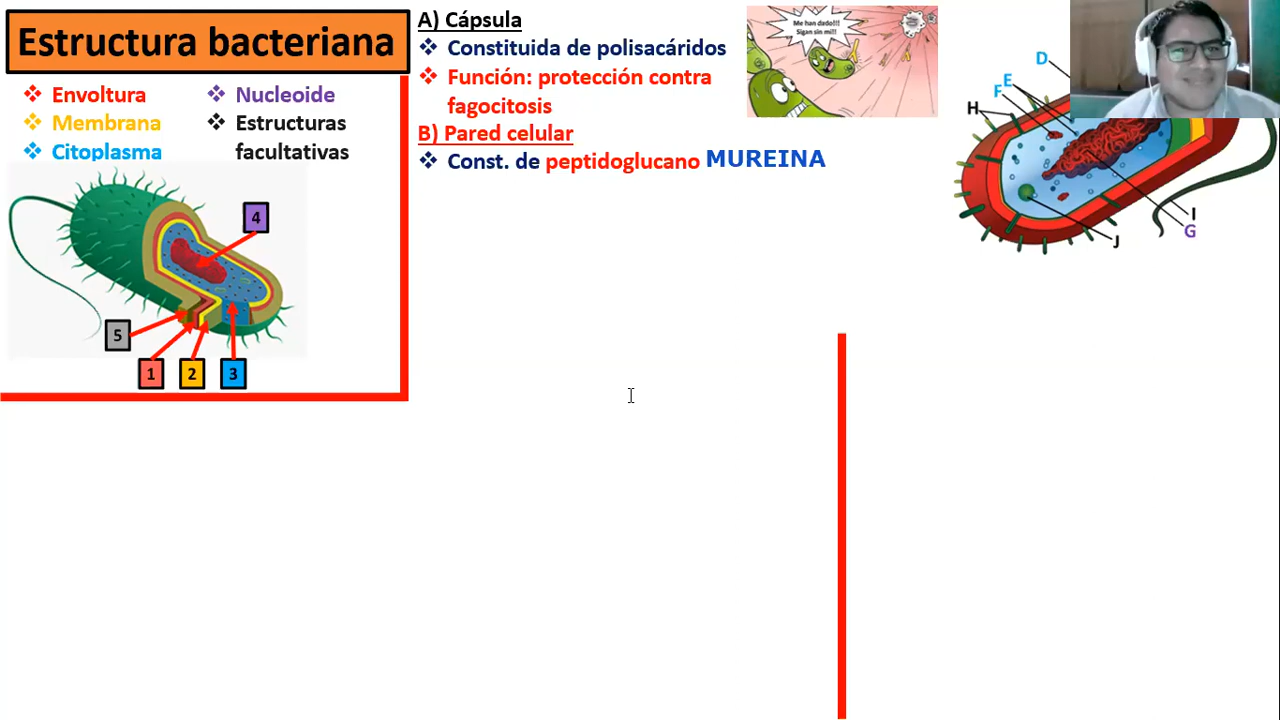 Estructura bacteriana
❖ Envoltura
❖ Membrana
❖ Citoplasma
❖ Nucleoide
❖ Estructuras
facultativas
4
5
1
2
3
A) Cápsula
❖ Constituida de polisacáridos
❖ Función: protección contra
fagocitosis
B) Pared celular
❖ Const. de peptidoglucano MUREINA
Me han dado!!!
Sigan sin mi!!
D
E
F
H
I
G
J